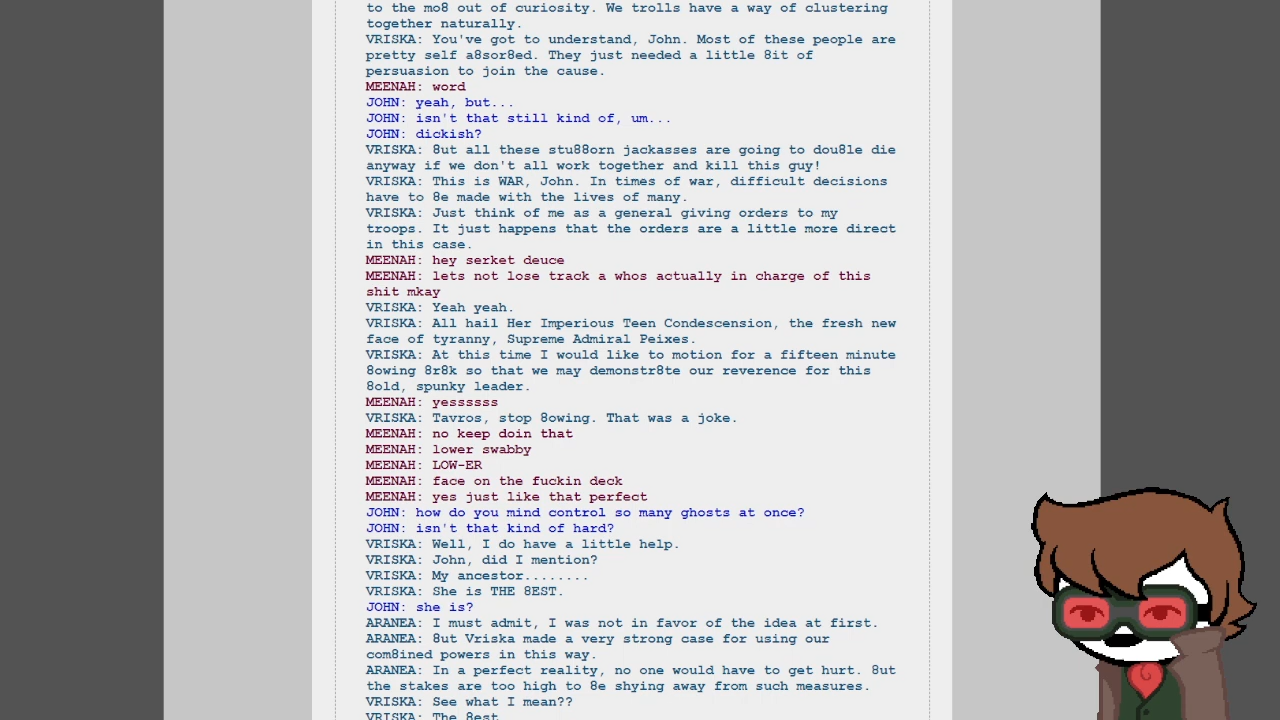 to the mo8 out of curiosity. We trolls have a way of clustering
together naturally.
VRISKA: You've got to understand, John. Most of these people are
pretty self a8sor8ed. They just needed a little 8it of
persuasion to join the cause.
MEENAH: word
JOHN: yeah, but...
JOHN: isn't that still kind of, um...
JOHN: dickish?
VRISKA: 8ut all these stu88orn jackasses are going to dou8le die
anyway if we don't all work together and kill this guy!
VRISKA: This is WAR, John. In times of war, difficult decisions
have to 8e made with the lives of many.
VRISKA: Just think of me as a general giving orders to my
troops. It just happens that the orders are a little more direct
in this case.
MEENAH: hey serket deuce
MEENAH: lets not lose track a whos actually in charge of this
shit mkay
VRISKA: Yeah yeah.
VRISKA: All hail Her Imperious Teen Condescension, the fresh new
face of tyranny, Supreme Admiral Peixes.
VRISKA: At this time I would like to motion for a fifteen minute
8owing 8r8k so that we may demonstr8te our reverence for this
8old, spunky leader.
MEENAH: yessssss
VRISKA: Tavros, stop 8owing. That was a joke.
MEENAH: no keep doin that
MEENAH: lower swabby
MEENAH: LOW-ER
MEENAH: face on the fuckin deck
MEENAH: yes just like that perfect
JOHN: how do you mind control so many ghosts at once?
JOHN: isn't that kind of hard?
VRISKA: Well, I do have a little help.
VRISKA: John, did I mention?
VRISKA: My ancestor........
VRISKA: She is THE 8EST.
JOHN: she is?
ARANEA: I must admit, I was not in favor of the idea at first.
ARANEA: 8ut Vriska made a very strong case for using our
com8ined powers in this way.
ARANEA: In a perfect reality, no one would have to get hurt. 8ut
the stakes are too high to 8e shying away from such measures.
VRISKA: See what I mean??
VRISKA: The 8est.